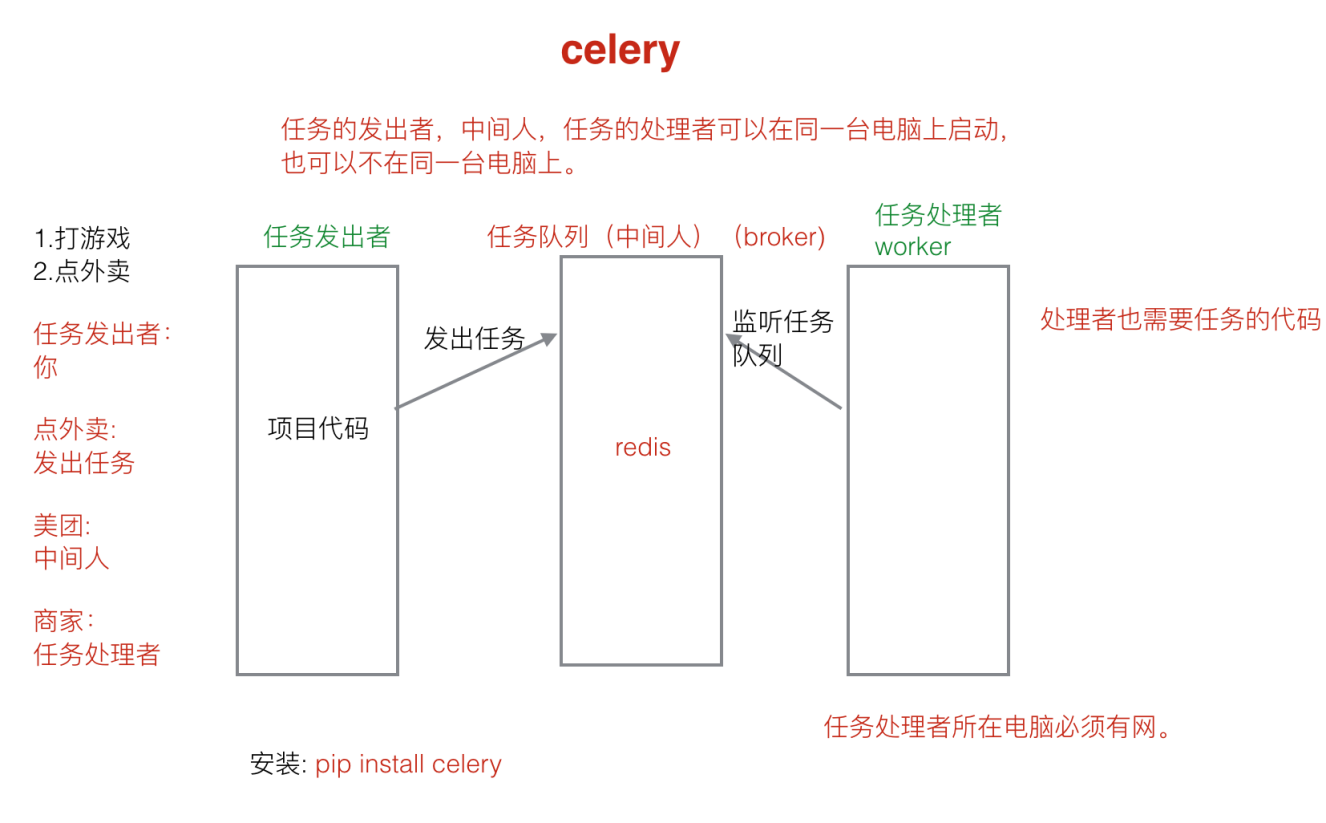 celery
任务的发出者，中间人，任务的处理者可以在同一台电脑上启动，
也可以不在同一台电脑上。
1.打游戏
2.点外卖
任务发出者：
你
点外卖:
发出任务
美团:
中间人
商家：
任务处理者
任务发出者
项目代码
发出任务
任务队列（中间人）（broker)
redis
监听任务
队列
任务处理者
worker
处理者也需要任务的代码
任务处理者所在电脑必须有网。
安装: pip install celery